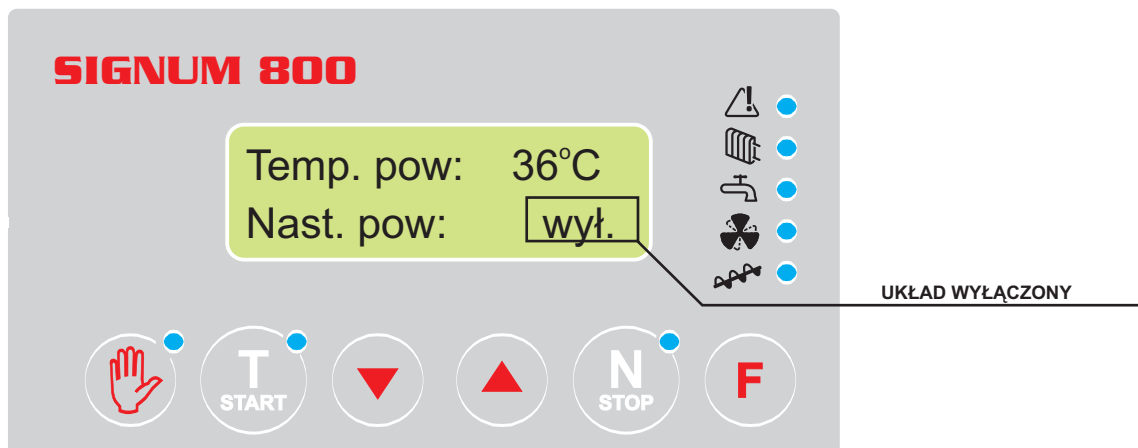 SIGNUM 800
Temp. pow: 36°C
Nast. pow: wył.
UKŁAD WYŁĄCZONY
T
START
N
STOP
F